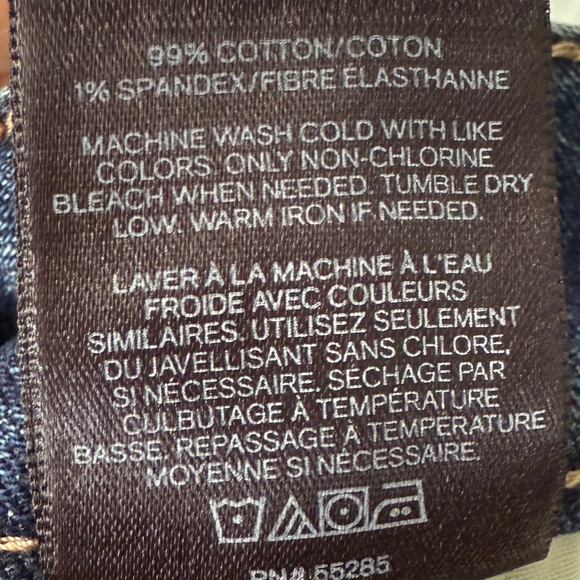 99% COTTON/COTON
1% SPANDEX/FIBRE ÉLASTHANNE
MACHINE WASH COLD WITH LIKE
COLORS. ONLY NON-CHLORINE
BLEACH WHEN NEEDED. TUMBLE DRY
LOW. WARM IRON IF NEEDED.
LAVER À LA MACHINE À L'EAU
FROIDE AVEC COULEURS
SIMILAIRES. UTILISEZ SEULEMENT
DU JAVELLISANT SANS CHLORE,
SI NÉCESSAIRE. SÉCHAGE PAR
CULBUTAGE À TEMPÉRATURE
BASSE. REPASSAGE À TEMPÉRATURE
MOYENNE SI NÉCESSAIRE.
RN# 55285